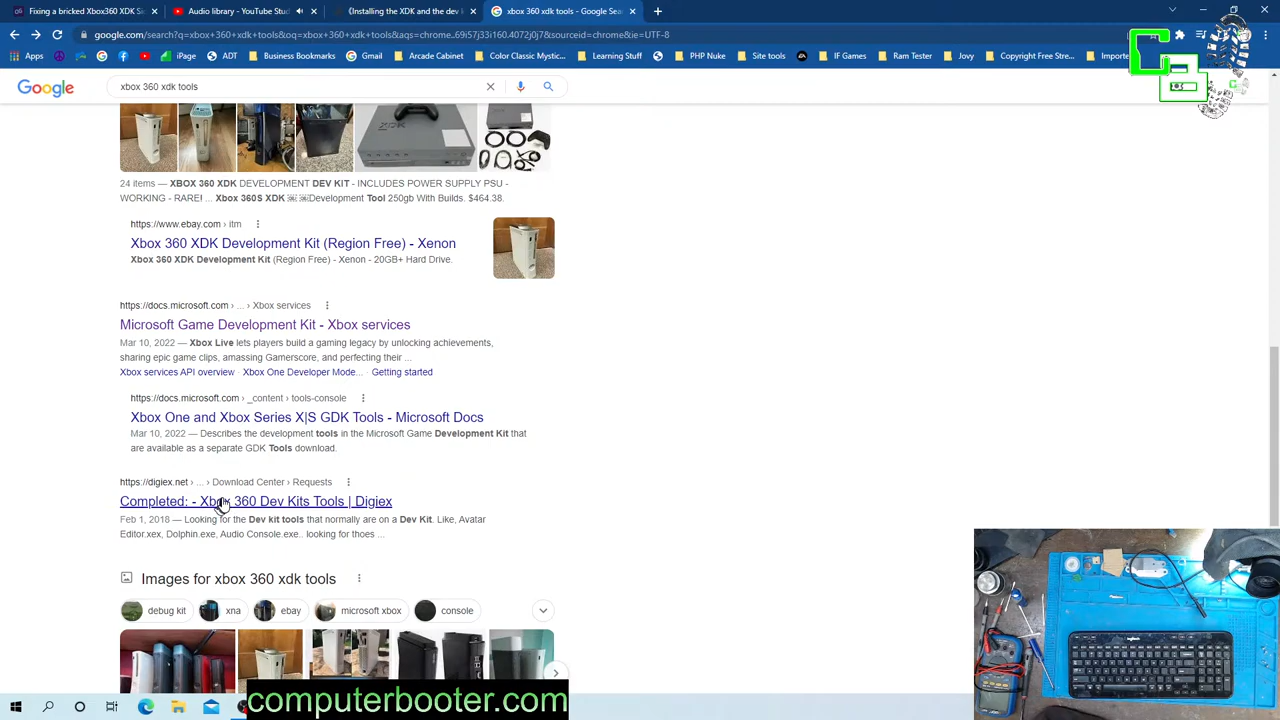 Fixing a bricked Xbox360 XDK Si
Audio library - YouTube Stud
(Installing the XDK and the dev k
xbox 360 xdk tools - Google Sea
google.com/search?q=xbox+360+xdk+tools&oq=xbox+360+xdk+tools&aqs=chrome..69i57j33i160.4072j0j7&sourceid=chrome&ie=UTF-8
Apps
iPage
ADT
Business Bookmarks
Gmail
Arcade Cabinet
Color Classic Mystic...
Learning Stuff
PHP Nuke
Site tools
IF Games
Ram Tester
Jovy
Copyright Free Stre...
Importe
Google
xbox 360 xdk tools
24 items — XBOX 360 XDK DEVELOPMENT DEV KIT - INCLUDES POWER SUPPLY PSU -
WORKING - RARE! ... Xbox 360S XDK Development Tool 250gb With Builds. $464.38.
https://www.ebay.com › itm
Xbox 360 XDK Development Kit (Region Free) - Xenon
Xbox 360 XDK Development Kit (Region Free) - Xenon - 20GB+ Hard Drive.
https://docs.microsoft.com › ... › Xbox services
Microsoft Game Development Kit - Xbox services
Mar 10, 2022 — Xbox Live lets players build a gaming legacy by unlocking achievements,
sharing epic game clips, amassing Gamerscore, and perfecting their ...
Xbox services API overview · Xbox One Developer Mode... · Getting started
https://docs.microsoft.com › _content › tools-console
Xbox One and Xbox Series X|S GDK Tools - Microsoft Docs
Mar 10, 2022 — Describes the development tools in the Microsoft Game Development Kit that
are available as a separate GDK Tools download.
https://digiex.net › ... › Download Center › Requests
Completed: - Xbox 360 Dev Kits Tools | Digiex
Feb 1, 2018 — Looking for the Dev kit tools that normally are on a Dev Kit. Like, Avatar
Editor.xex, Dolphin.exe, Audio Console.exe.. looking for thoes ...
Images for xbox 360 xdk tools
debug kit
xna
ebay
microsoft xbox
console
computerbooter.com